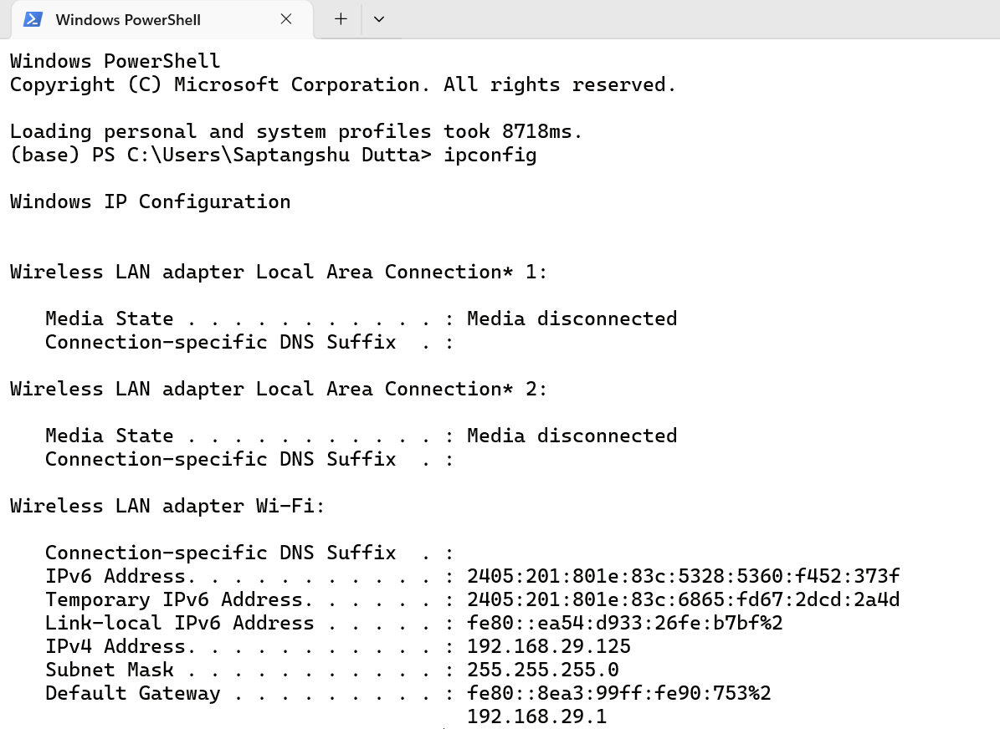 Windows PowerShell
Windows PowerShell
Copyright (C) Microsoft Corporation. All rights reserved.
Loading personal and system profiles took 8718ms.
(base) PS C:\Users\Saptangshu Dutta> ipconfig
Windows IP Configuration
Wireless LAN adapter Local Area Connection* 1:
   Media State . . . . . . . . . . . : Media disconnected
   Connection-specific DNS Suffix  . :
Wireless LAN adapter Local Area Connection* 2:
   Media State . . . . . . . . . . . : Media disconnected
   Connection-specific DNS Suffix  . :
Wireless LAN adapter Wi-Fi:
   Connection-specific DNS Suffix  . :
   IPv6 Address. . . . . . . . . . . : 2405:201:801e:83c:5328:5360:f452:373f
   Temporary IPv6 Address. . . . . . : 2405:201:801e:83c:6865:fd67:2dcd:2a4d
   Link-local IPv6 Address . . . . . : fe80::ea54:d933:26fe:b7bf%2
   IPv4 Address. . . . . . . . . . . : 192.168.29.125
   Subnet Mask . . . . . . . . . . . : 255.255.255.0
   Default Gateway . . . . . . . . . : fe80::8ea3:99ff:fe90:753%2
                                       192.168.29.1